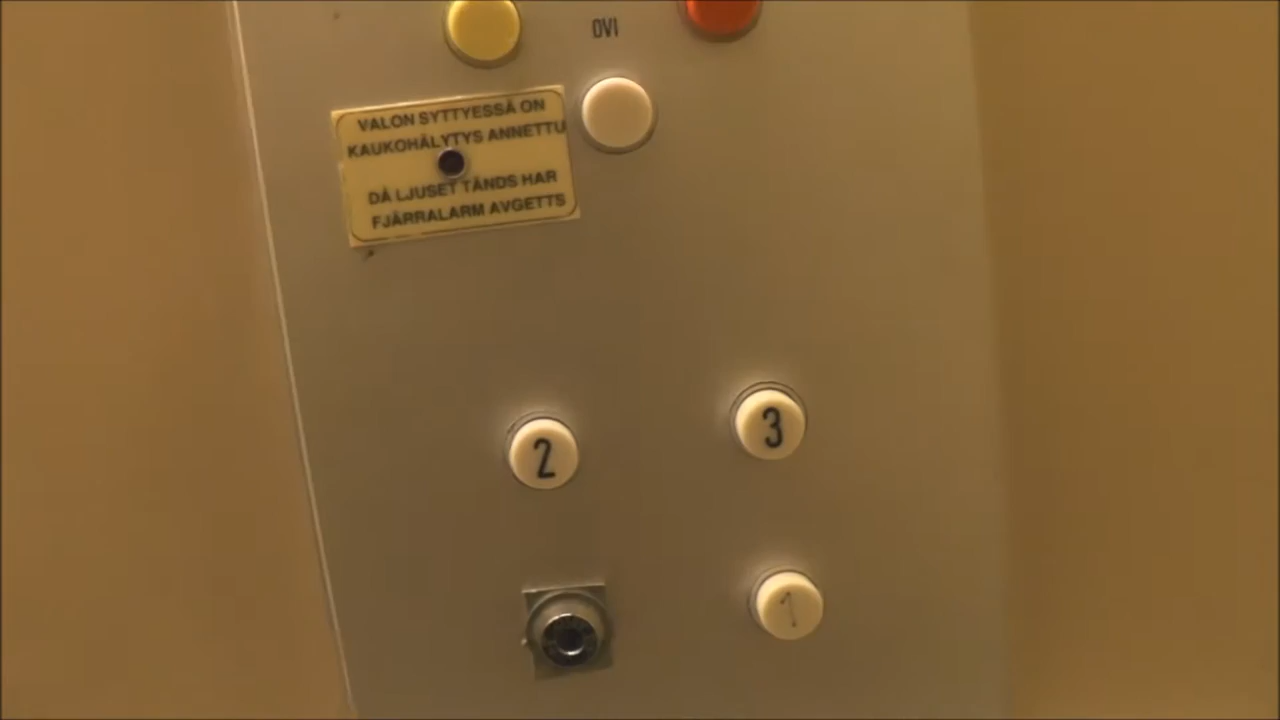 OVI
VALON SYTTYESSÄ ON
KAUKOHÄLYTYS ANNETTU
DÅ LJUSET TÄNDS HAR
FJÄRRALARM AVGETTS
3
2
1